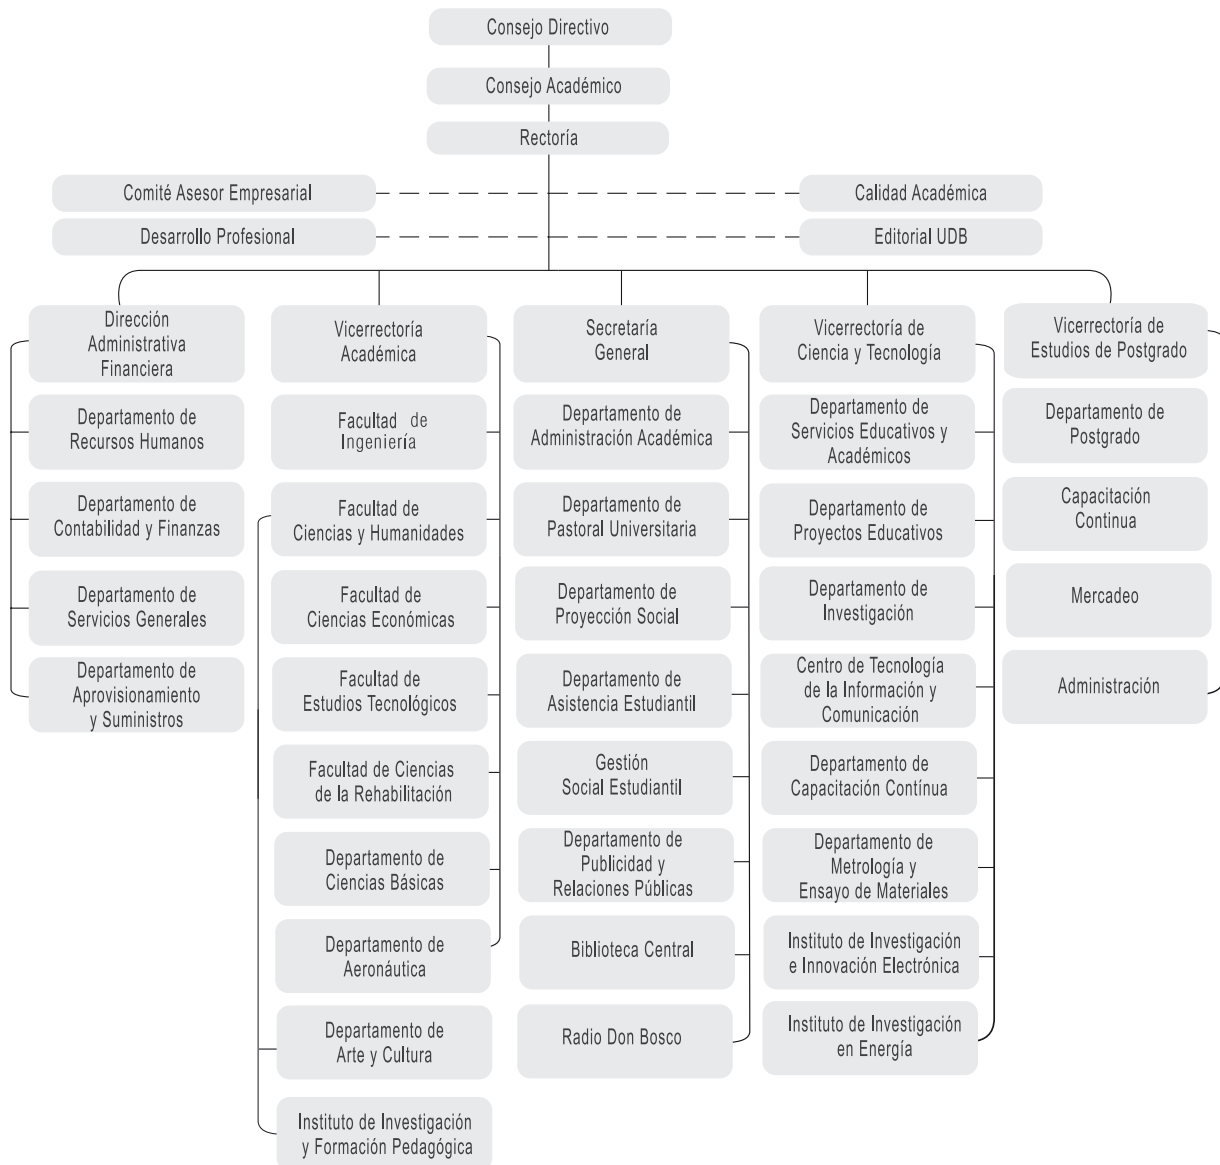 Consejo Directivo
Consejo Académico
Rectoría
Comité Asesor Empresarial
Calidad Académica
Desarrollo Profesional
Editorial UDB
Dirección
Administrativa
Financiera
Departamento de
Recursos Humanos
Departamento de
Contabilidad y Finanzas
Departamento de
Servicios Generales
Departamento de
Aprovisionamiento
y Suministros
Vicerrectoría
Académica
Facultad de
Ingeniería
Facultad de
Ciencias y Humanidades
Facultad de
Ciencias Económicas
Facultad de
Estudios Tecnológicos
Facultad de Ciencias
de la Rehabilitación
Departamento de
Ciencias Básicas
Departamento de
Aeronáutica
Departamento de
Arte y Cultura
Instituto de Investigación
y Formación Pedagógica
Secretaría
General
Departamento de
Administración Académica
Departamento de
Pastoral Universitaria
Departamento de
Proyección Social
Departamento de
Asistencia Estudiantil
Gestión
Social Estudiantil
Departamento de
Publicidad y
Relaciones Públicas
Biblioteca Central
Radio Don Bosco
Vicerrectoría de
Ciencia y Tecnología
Departamento de
Servicios Educativos y
Académicos
Departamento de
Proyectos Educativos
Departamento de
Investigación
Centro de Tecnología
de la Información y
Comunicación
Departamento de
Capacitación Contínua
Departamento de
Metrología y
Ensayo de Materiales
Instituto de Investigación
e Innovación Electrónica
Instituto de Investigación
en Energía
Vicerrectoría de
Estudios de Postgrado
Departamento de
Postgrado
Capacitación
Continua
Mercadeo
Administración